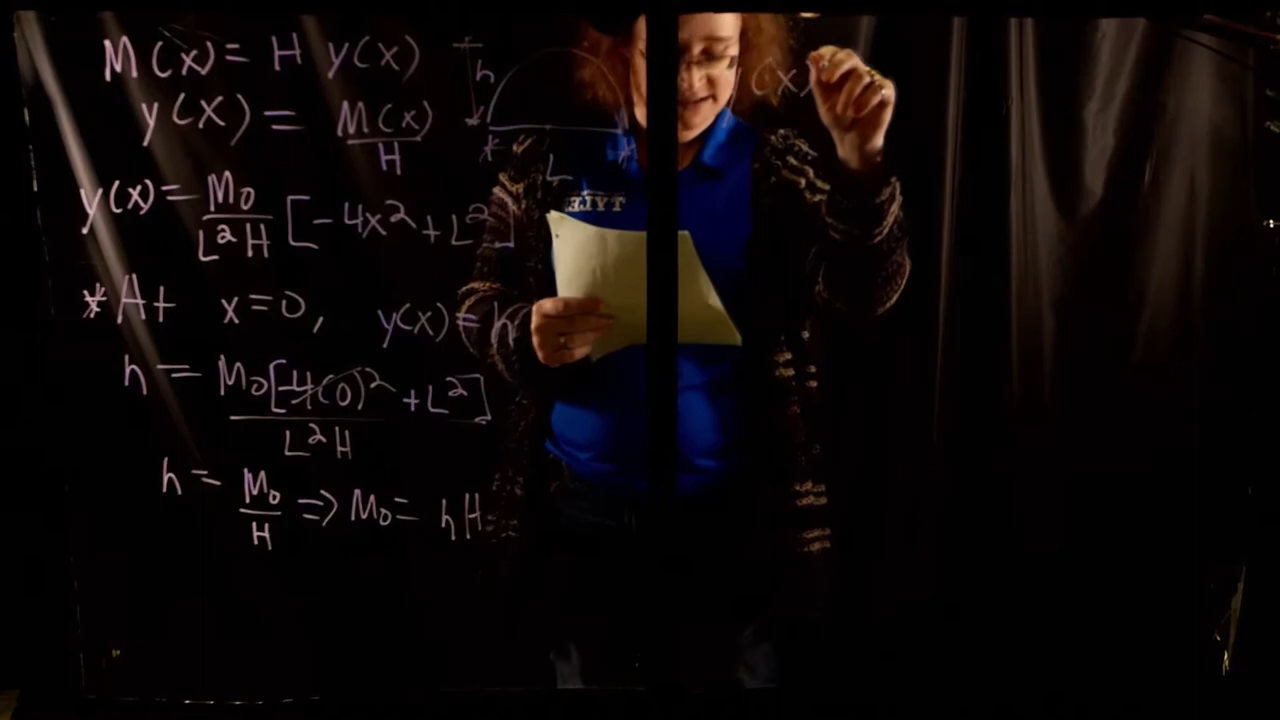 M(x) = H y(x)
y(x) = M(x)/H
y(x) = M₀/L²H [-4x² + L²]
*At x=0, y(x) = h
h = M₀[-4(0)² + L²]/L²H
h = M₀/H => M₀ = hH
h
* *
L
(x)